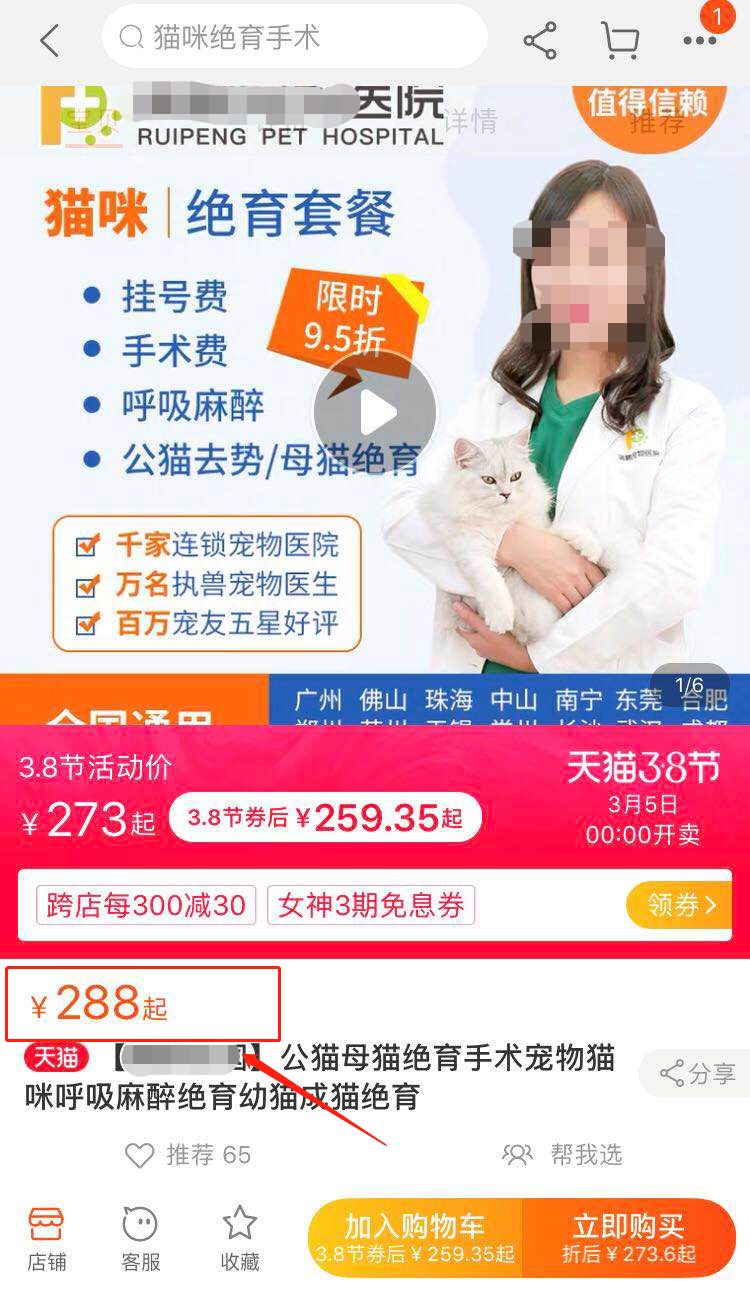 1
猫咪绝育手术
医院
RUIPENG PET HOSPITAL
宝贝
详情
推荐
值得信赖
猫咪 绝育套餐
挂号费
手术费
呼吸麻醉
公猫去势/母猫绝育
限时
9.5折
千家连锁宠物医院
万名执兽宠物医生
百万宠友五星好评
1/6
全国通用
广州 佛山 珠海 中山 南宁 东莞 合肥
3.8节活动价
¥273起
3.8节券后¥259.35起
天猫3.8节
3月5日
00:00开卖
跨店每300减30
女神3期免息券
领券
¥288起
天猫 【 】公猫母猫绝育手术宠物猫
咪呼吸麻醉绝育幼猫成猫绝育
分享
推荐 65
帮我选
店铺
客服
收藏
加入购物车
3.8节券后¥259.35起
立即购买
折后¥273.6起